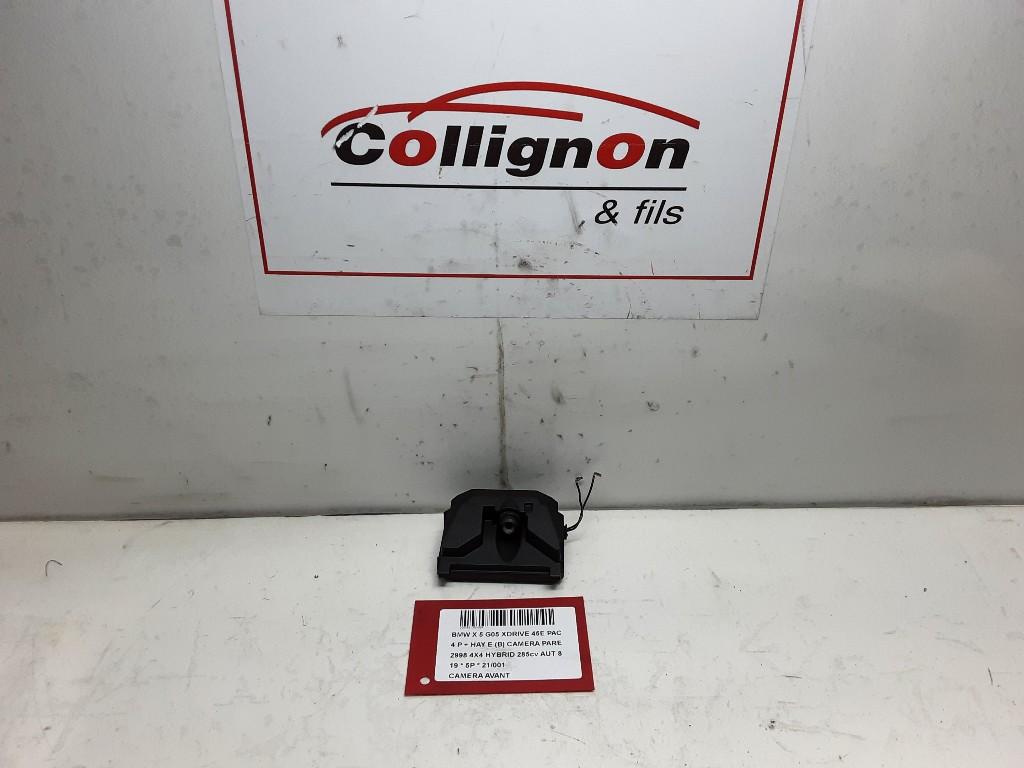 Collignon
& fils
BMW X 5 G05 XDRIVE 45E PAC
4 P + HAY E (B) CAMERA PARE
2998 4X4 HYBRID 286cv AUT 8
19 * 5P * 21/001
CAMERA AVANT